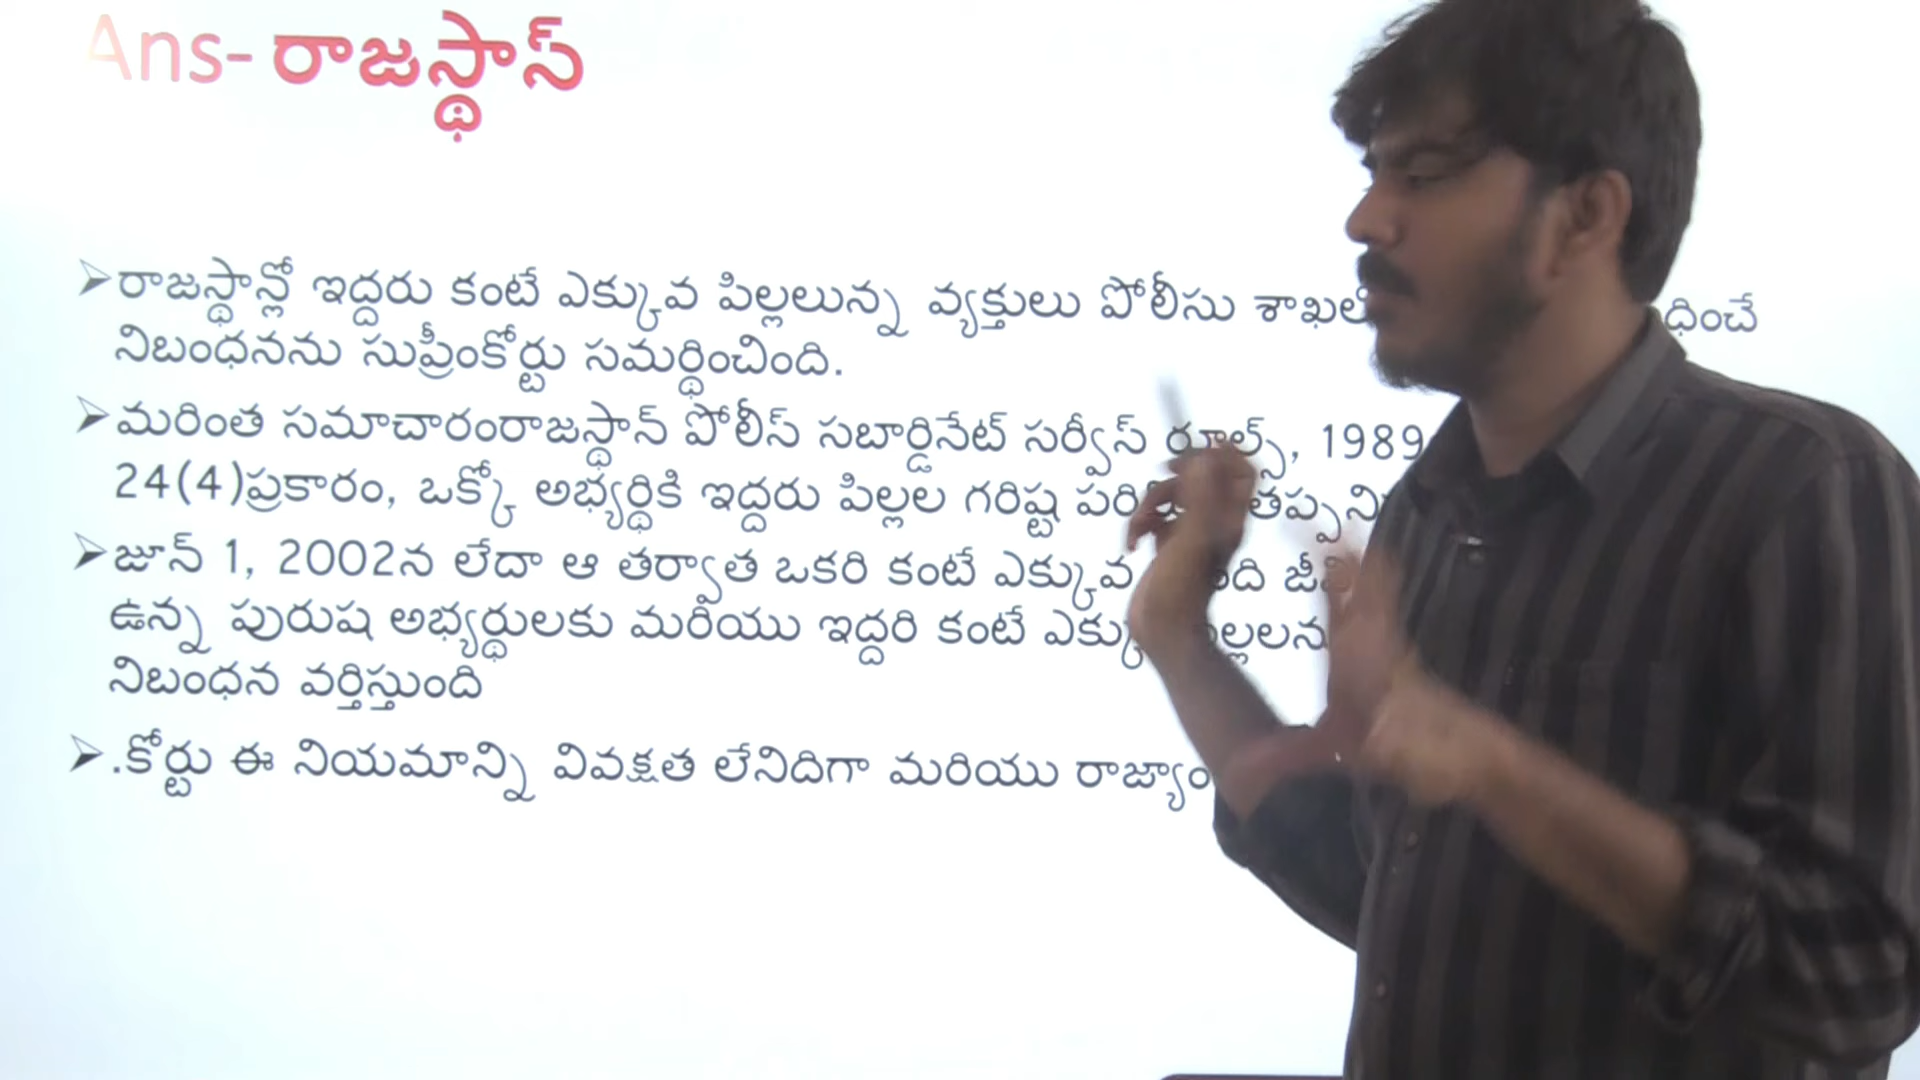 Ans- రాజస్థాన్
రాజస్థాన్లో ఇద్దరు కంటే ఎక్కువ పిల్లలున్న వ్యక్తులు పోలీసు
నిబంధనను సుప్రీంకోర్టు సమర్థించింది.
మరింత సమాచారంరాజస్థాన్ పోలీస్ సబార్డినేట్ సర్వీస్ రూల్స్, 1989
24(4)ప్రకారం, ఒక్కో అభ్యర్థికి ఇద్దరు పిల్లల గరిష్ట
జూన్ 1, 2002న లేదా ఆ తర్వాత ఒకరి కంటే ఎక్కువ
ఉన్న పురుష అభ్యర్థులకు మరియు ఇద్దరి కంటే
నిబంధన వర్తిస్తుంది
.కోర్టు ఈ నియమాన్ని వివక్షత లేనిదిగా మరియు